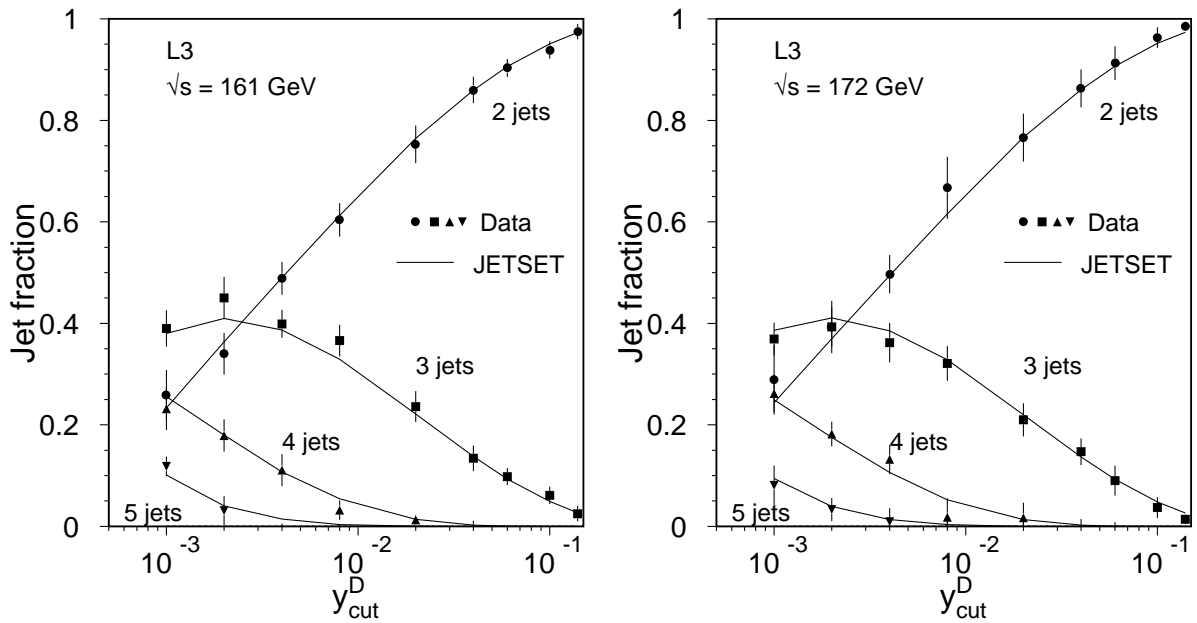 Jet fraction
1
0.8
0.6
0.4
0.2
0
L3
√s = 161 GeV
2 jets
Data
JETSET
3 jets
4 jets
5 jets
10^-3
10^-2
10^-1
y^D_cut
Jet fraction
1
0.8
0.6
0.4
0.2
0
L3
√s = 172 GeV
2 jets
Data
JETSET
3 jets
4 jets
5 jets
10^-3
10^-2
10^-1
y^D_cut